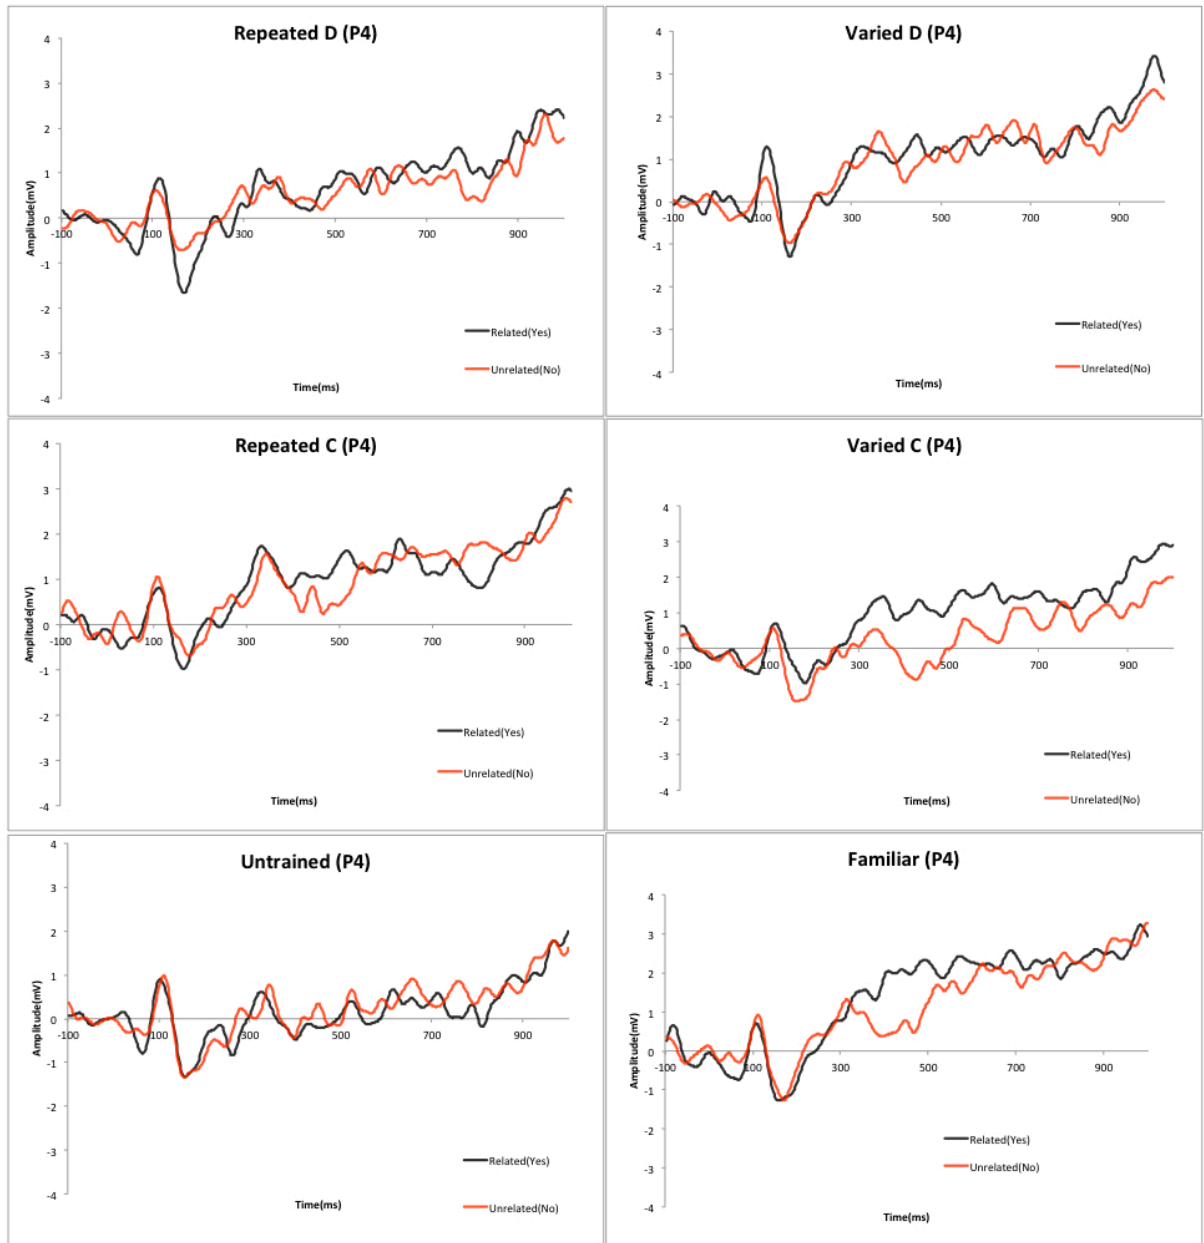 Repeated D (P4)
4
3
2
1
0
-1
-2
-3
-4
-100 100 300 500 700 900
Amplitude(mV)
Time(ms)
Related(Yes)
Unrelated(No)
Varied D (P4)
4
3
2
1
0
-1
-2
-3
-4
-100 100 300 500 700 900
Amplitude(mV)
Time(ms)
Related(Yes)
Unrelated(No)
Repeated C (P4)
4
3
2
1
0
-1
-2
-3
-4
-100 100 300 500 700 900
Amplitude(mV)
Time(ms)
Related(Yes)
Unrelated(No)
Varied C (P4)
4
3
2
1
0
-1
-2
-3
-4
-100 100 300 500 700 900
Amplitude(mV)
Time(ms)
Related(Yes)
Unrelated(No)
Untrained (P4)
4
3
2
1
0
-1
-2
-3
-4
-100 100 300 500 700 900
Amplitude(mV)
Time(ms)
Related(Yes)
Unrelated(No)
Familiar (P4)
4
3
2
1
0
-1
-2
-3
-4
-100 100 300 500 700 900
Amplitude(mV)
Time(ms)
Related(Yes)
Unrelated(No)